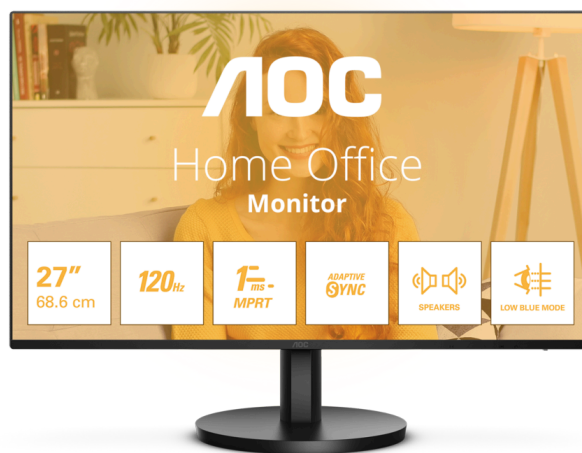 AOC
Home Office
Monitor
27"
68.6 cm
120Hz
1ms
MPRT
ADAPTIVE
SYNC
SPEAKERS
LOW BLUE MODE
AOC